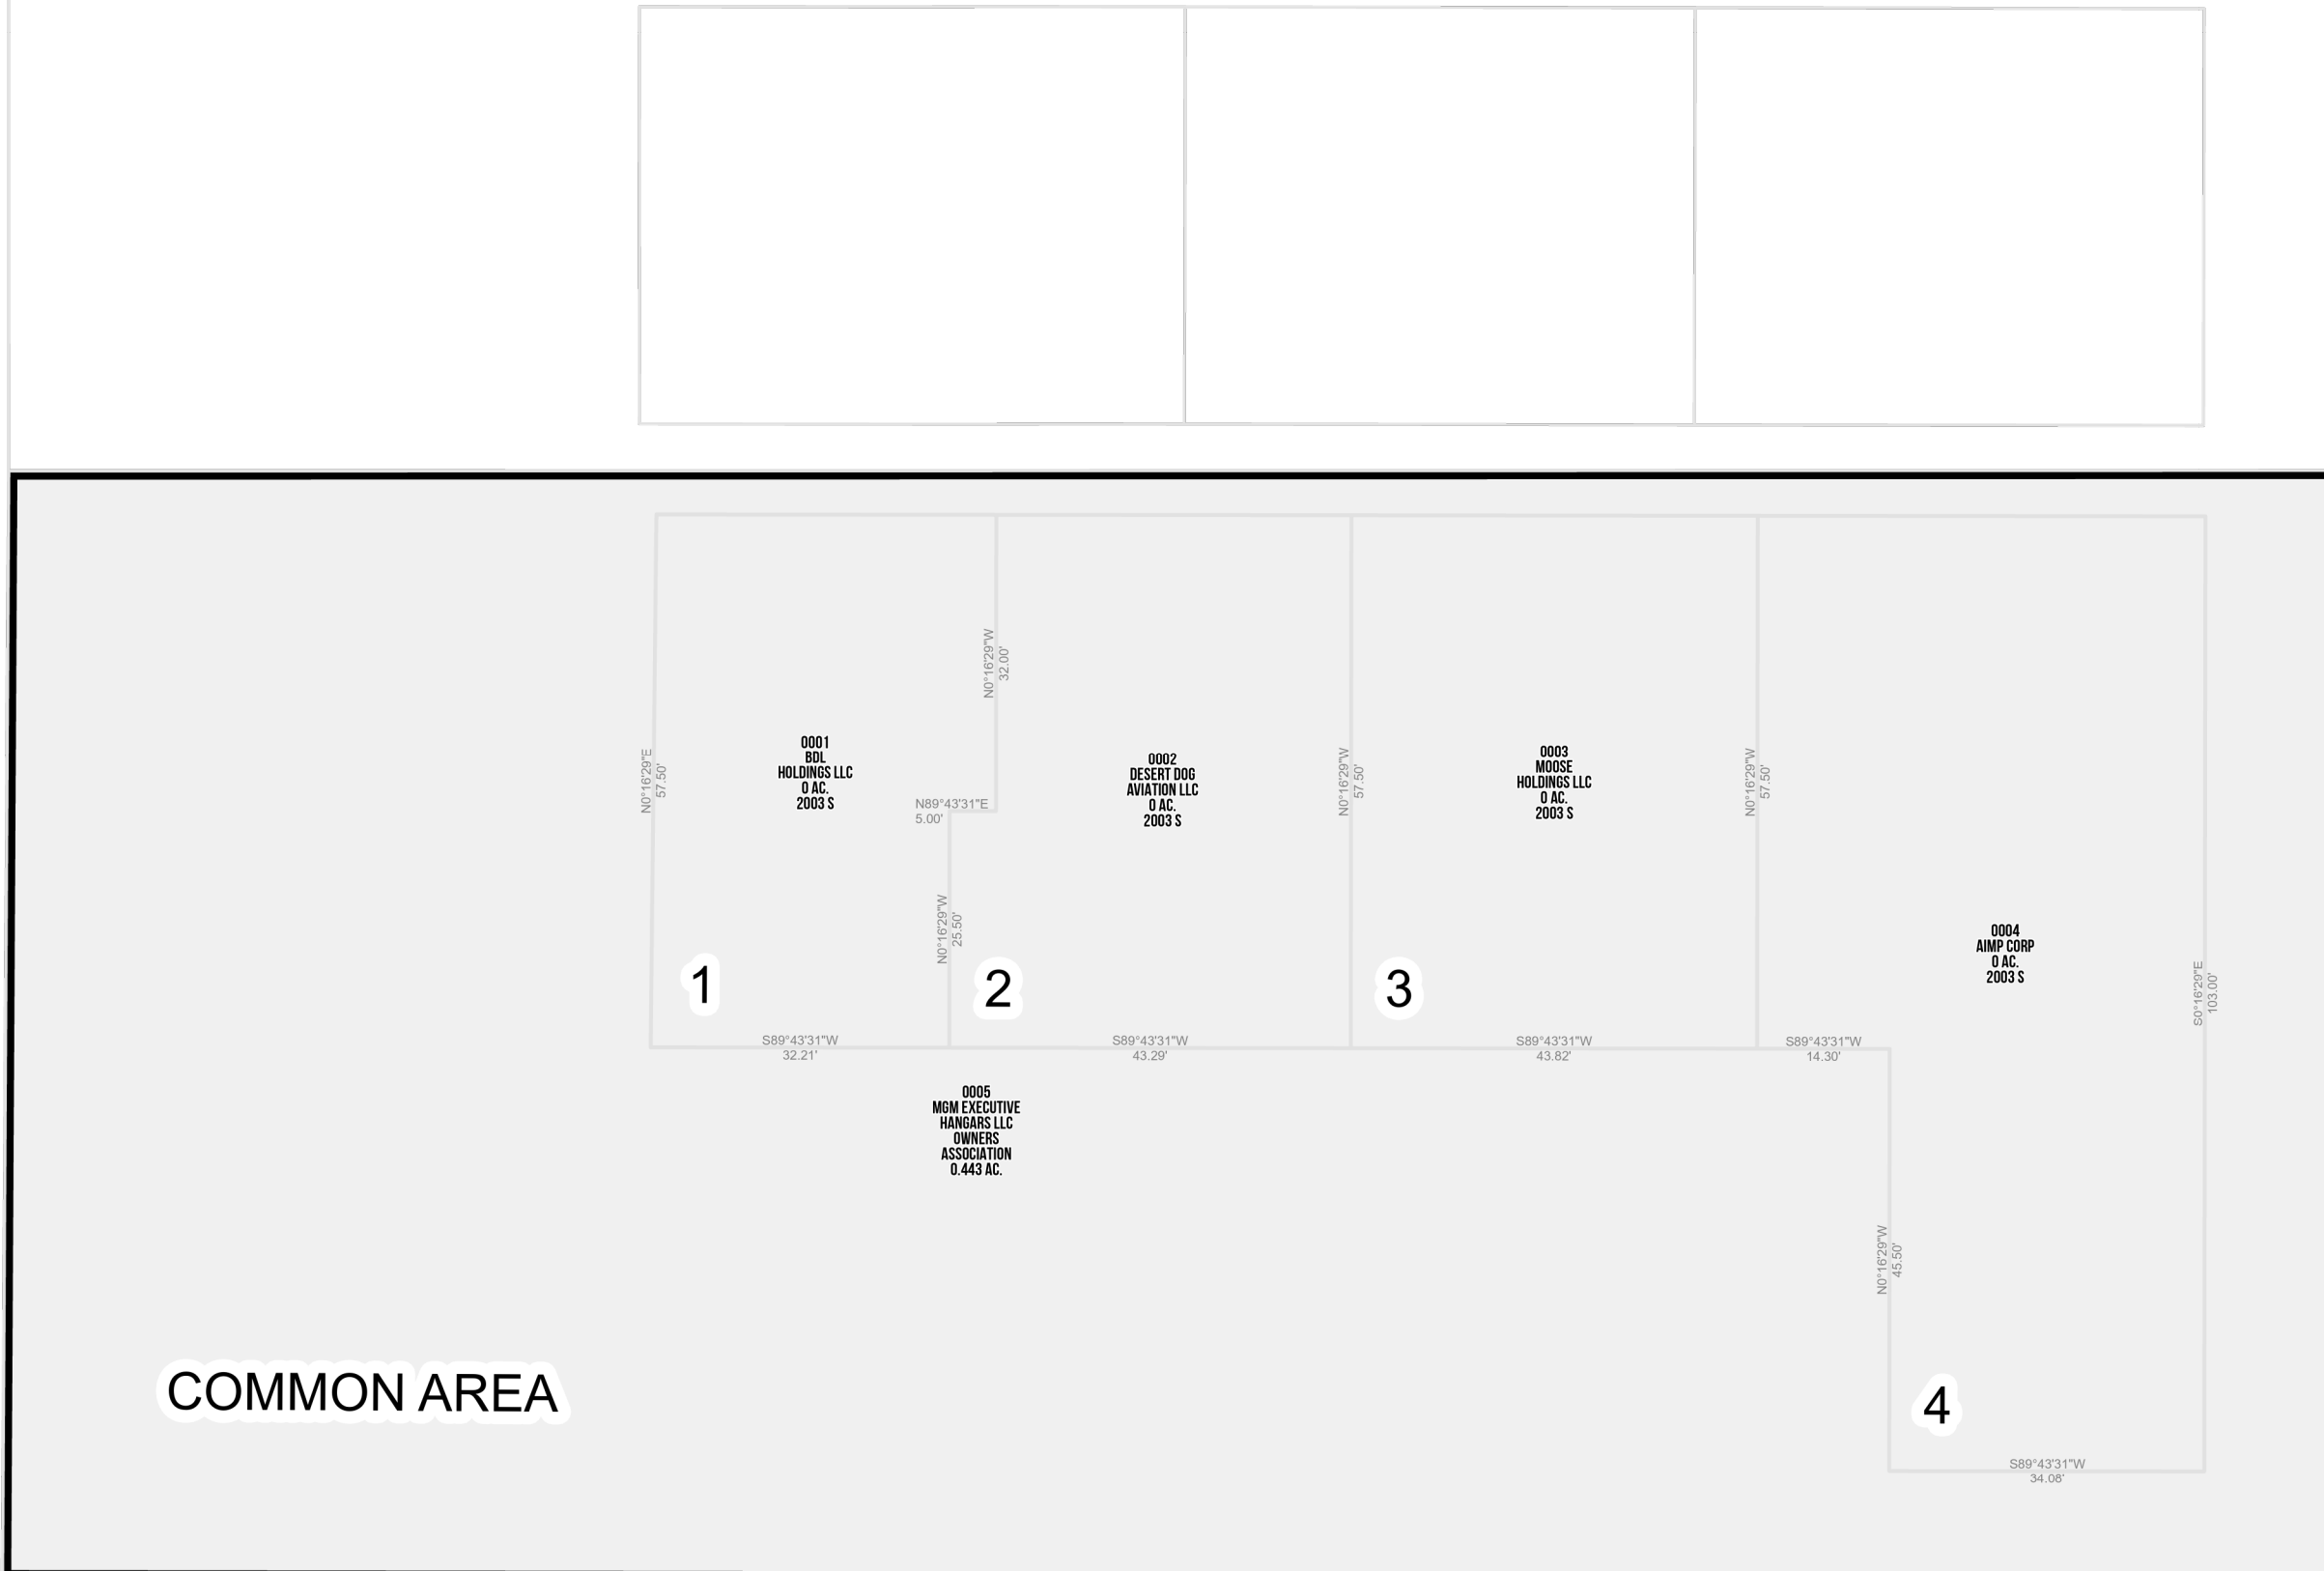 N0°16'29"W
32.00'
0001
BDL
HOLDINGS LLC
0 AC.
2003 S
0002
DESERT DOG
AVIATION LLC
0 AC.
2003 S
0003
MOOSE
HOLDINGS LLC
0 AC.
2003 S
N0°16'29"E
57.50'
N0°16'29"W
57.50'
N0°16'29"W
57.50'
N89°43'31"E
5.00'
N0°16'29"W
25.50'
0004
AIMP CORP
0 AC.
2003 S
S0°16'29"E
103.00'
1
2
3
S89°43'31"W
32.21'
S89°43'31"W
43.29'
S89°43'31"W
43.82'
S89°43'31"W
14.30'
0005
MGM EXECUTIVE
HANGARS LLC
OWNERS
ASSOCIATION
0.443 AC.
N0°16'29"W
45.50'
COMMON AREA
4
S89°43'31"W
34.08'